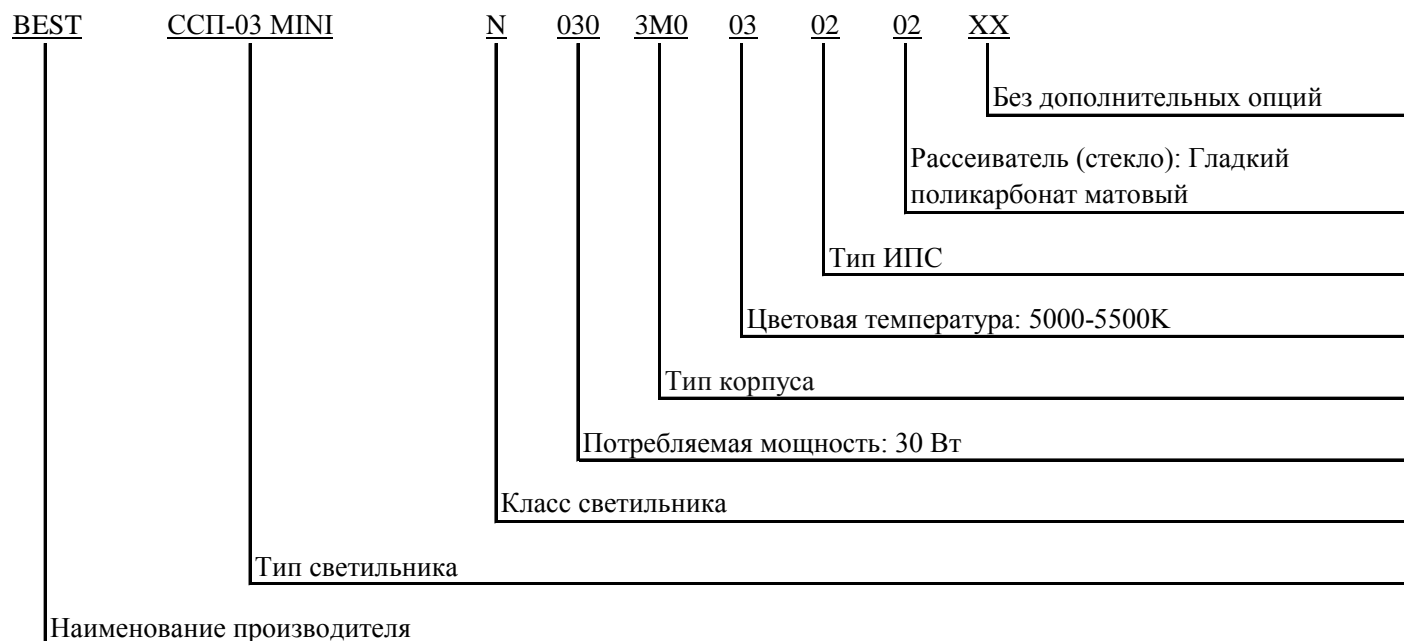 BEST ССП-03 MINI N 030 3М0 03 02 02 XX
Без дополнительных опций
Рассеиватель (стекло): Гладкий
поликарбонат матовый
Тип ИПС
Цветовая температура: 5000-5500К
Тип корпуса
Потребляемая мощность: 30 Вт
Класс светильника
Тип светильника
Наименование производителя